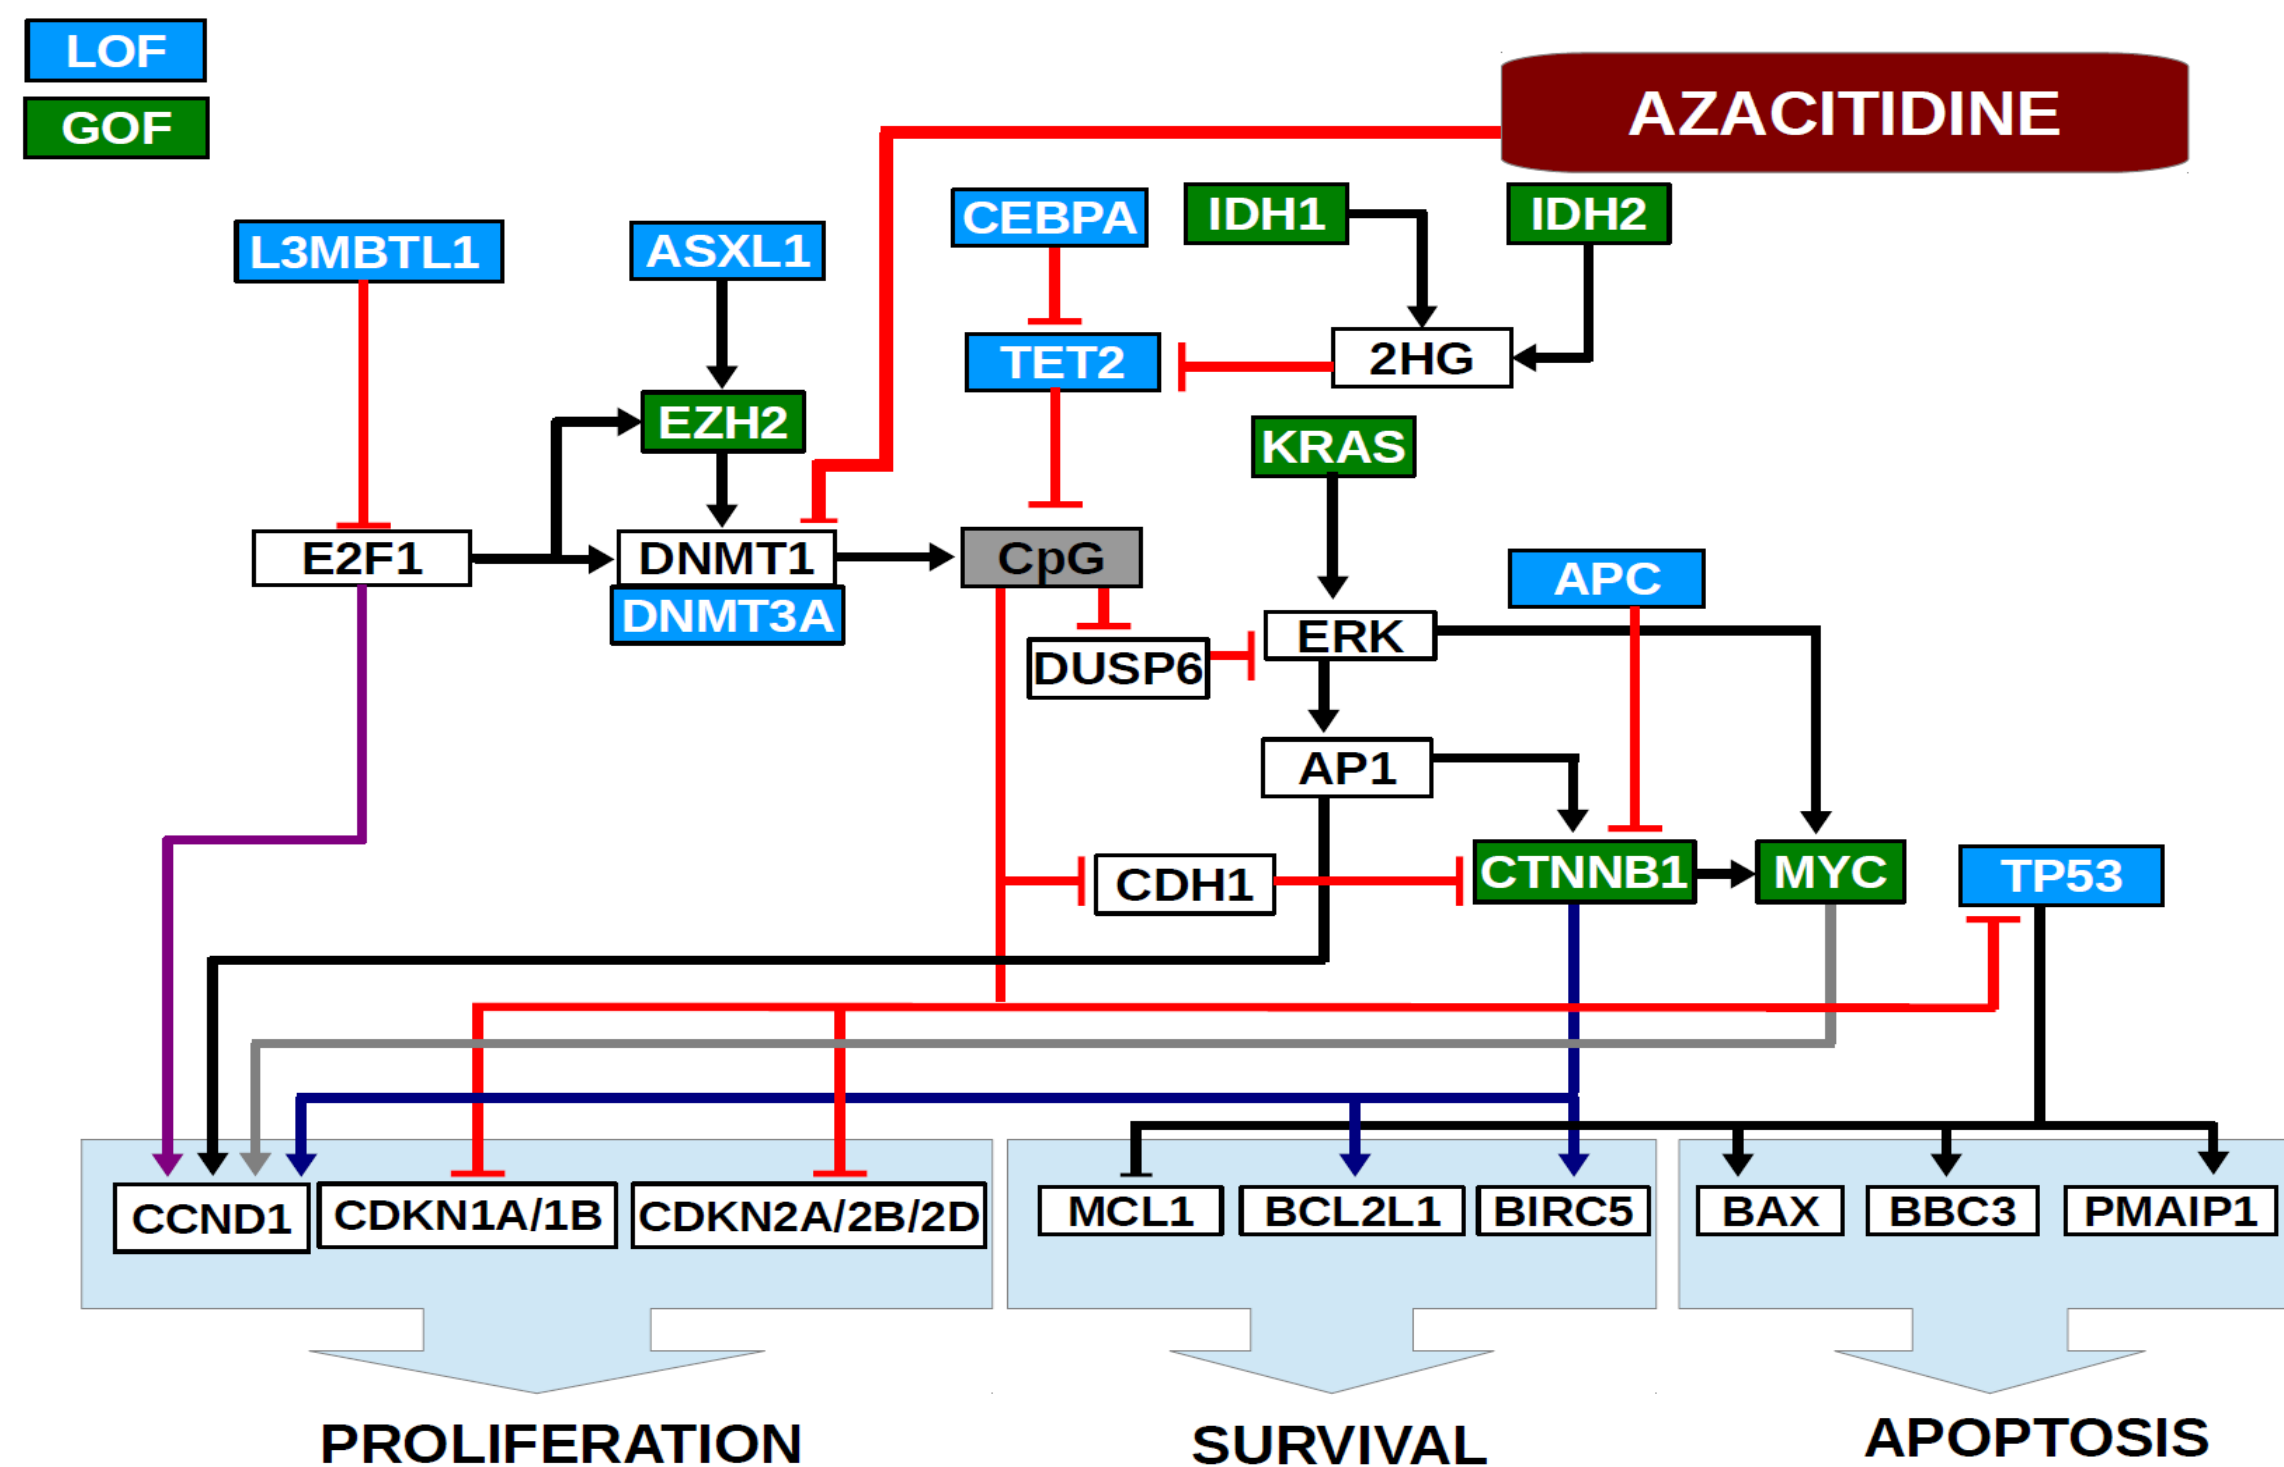 LOF
GOF
AZACITIDINE
CEBPA
IDH1
IDH2
L3MBTL1
ASXL1
TET2
2HG
EZH2
KRAS
E2F1
DNMT1
CpG
APC
DNMT3A
ERK
DUSP6
AP1
CDH1
CTNNB1
MYC
TP53
CCND1
CDKN1A/1B
CDKN2A/2B/2D
MCL1
BCL2L1
BIRC5
BAX
BBC3
PMAIP1
PROLIFERATION
SURVIVAL
APOPTOSIS